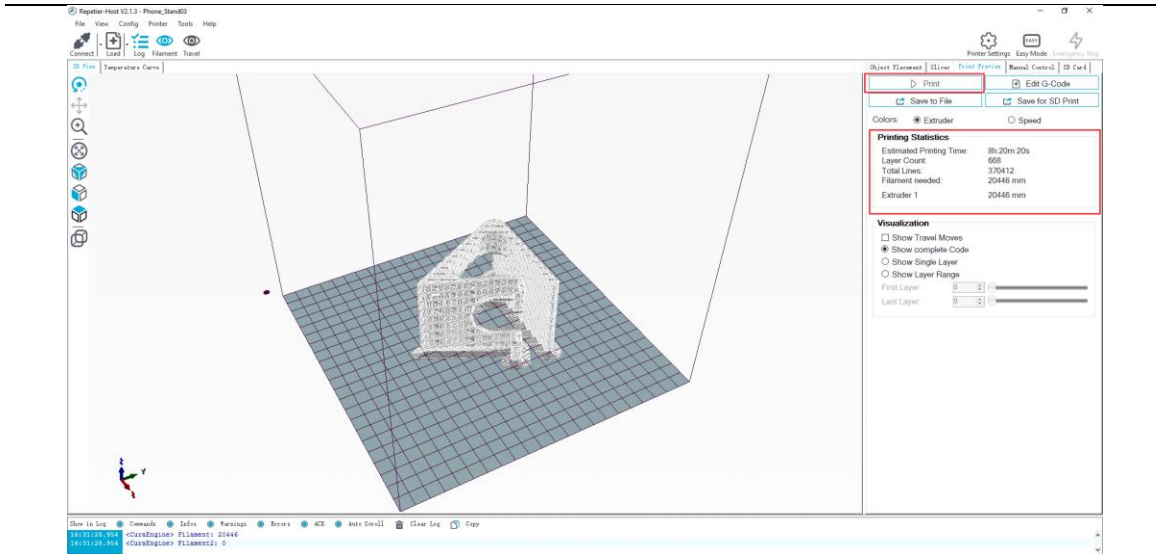 Repetier-Host V2.1.3 - Phone_Stand03
File View Config Printer Tools Help
Connect Load Log Filament Travel
Printer Settings Easy Mode Emergency Stop
EASY
3D View Temperature Curve
Object Placement Slicer Print Preview Manual Control SD Card
Print Edit G-Code
Save to File Save for SD Print
Colors: Extruder Speed
Printing Statistics
Estimated Printing Time 8h:20m:20s
Layer Count: 668
Total Lines: 370412
Filament needed: 20446 mm
Extruder 1 20446 mm
Visualization
Show Travel Moves
Show complete Code
Show Single Layer
Show Layer Range
First Layer: 0
Last Layer: 0
Z
Y
Show in Log Commands Infos Warnings Errors ACK Auto Scroll Clear Log Copy
14:31:28.954 <CuraEngine> Filament: 20446
14:31:28.954 <CuraEngine> Filament2: 0